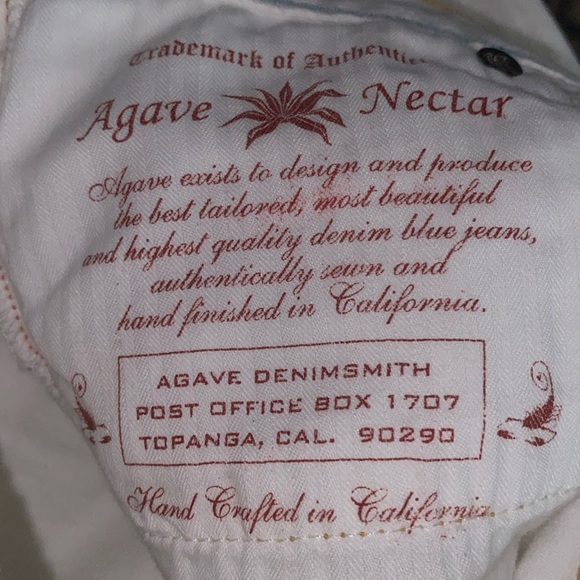 Trademark of
Agave Nectar
Agave exists to design and produce
the best tailored, most beautiful
and highest quality denim blue jeans,
authentically sewn and
hand finished in California.
AGAVE DENIMSMITH
POST OFFICE BOX 1707
TOPANGA, CAL. 90290
Hand Crafted in California